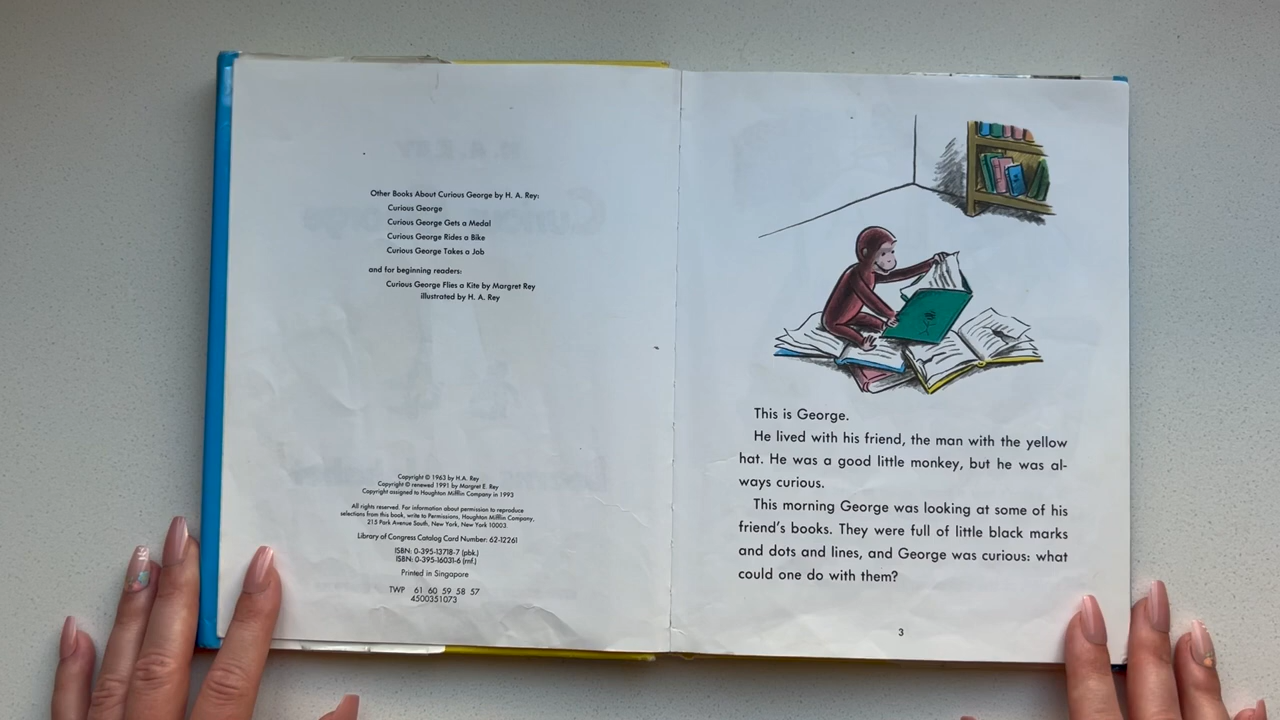 Other Books About Curious George by H. A. Rey:
Curious George
Curious George Gets a Medal
Curious George Rides a Bike
Curious George Takes a Job
and for beginning readers:
Curious George Flies a Kite by Margret Rey
illustrated by H. A. Rey
Copyright © 1963 by H.A. Rey
Copyright © renewed 1991 by Margret E. Rey
Copyright assigned to Houghton Mifflin Company in 1993
All rights reserved. For information about permission to reproduce
selections from this book, write to Permissions, Houghton Mifflin Company,
215 Park Avenue South, New York, New York 10003.
Library of Congress Catalog Card Number: 62-12261
ISBN: 0-395-13718-7 (pbk.)
ISBN: 0-395-16031-6 (rnf.)
Printed in Singapore
TWP 61 60 59 58 57
4500351073
This is George.
He lived with his friend, the man with the yellow
hat. He was a good little monkey, but he was al-
ways curious.
This morning George was looking at some of his
friend's books. They were full of little black marks
and dots and lines, and George was curious: what
could one do with them?
3